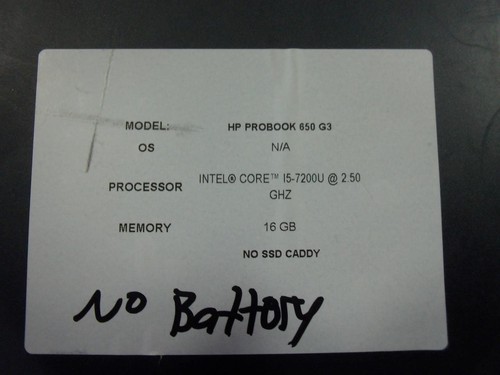 MODEL: HP PROBOOK 650 G3
OS N/A
PROCESSOR INTEL® CORE™ I5-7200U @ 2.50 GHZ
MEMORY 16 GB
NO SSD CADDY
No Battory